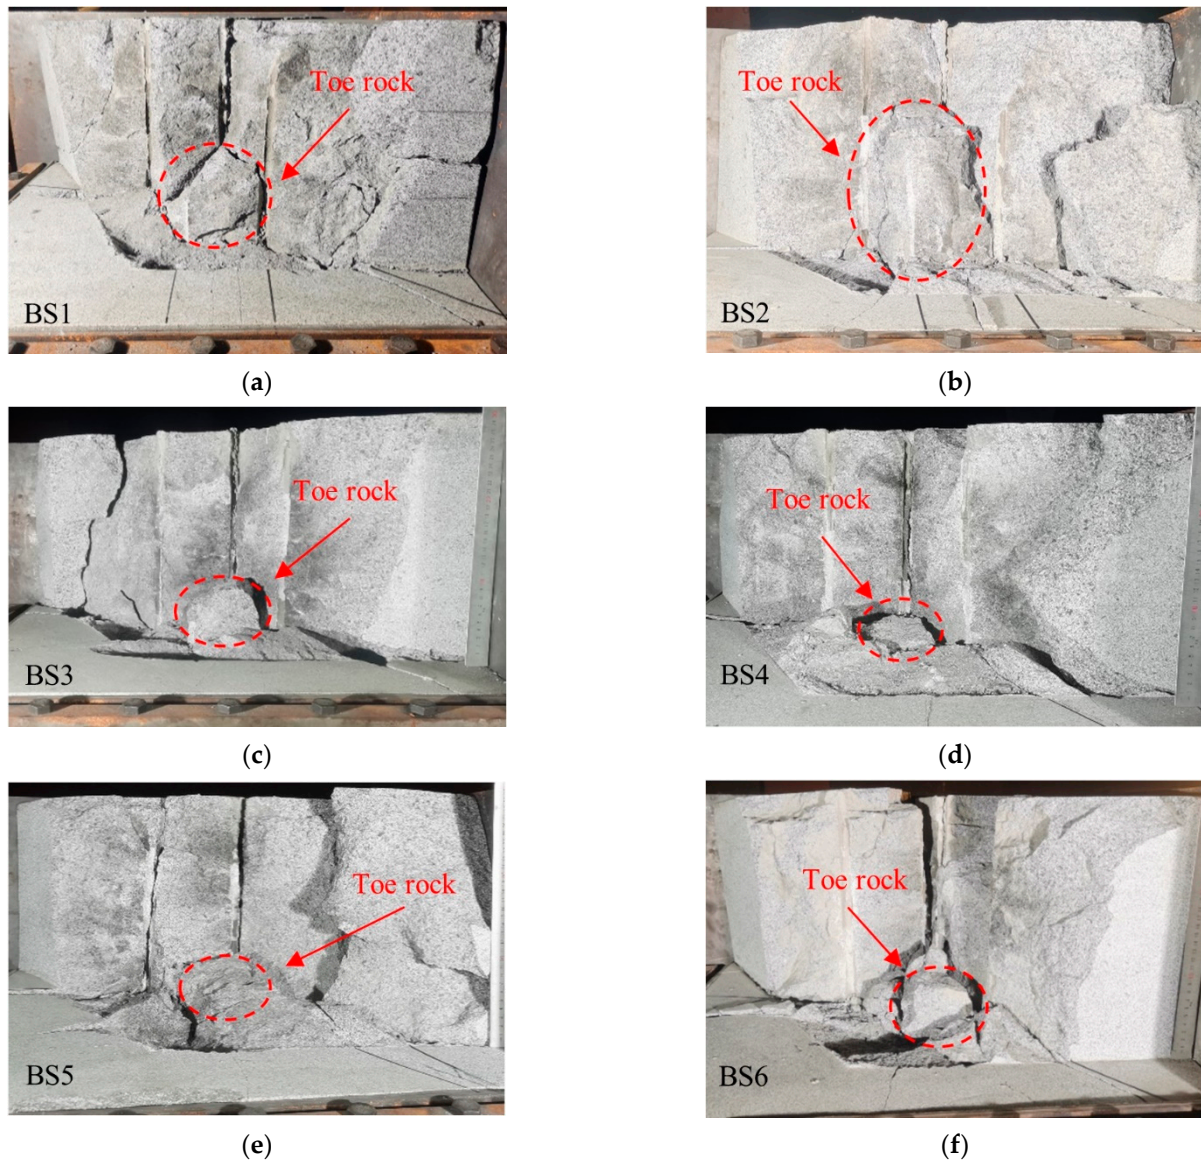 Toe rock
BS1
Toe rock
BS2
(a)
(b)
Toe rock
BS3
Toe rock
BS4
(c)
(d)
Toe rock
BS5
Toe rock
BS6
(e)
(f)